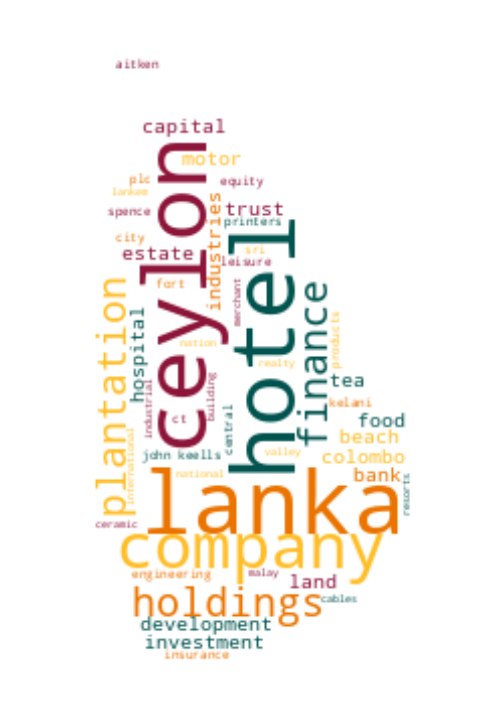 aitken
capital
motor
plc
equity
lankem
spence
trust
printers
industries
ceylon
hotel
city
estate
sri
leisure
fort
plantation
hospital
merchant
finance
products
nation
realty
tea
industrial
building
kelani
ct
central
food
beach
john keells
valley
colombo
international
national
bank
resorts
lanka
ceramic
company
engineering
malay
land
holdings
cables
development
investment
insurance